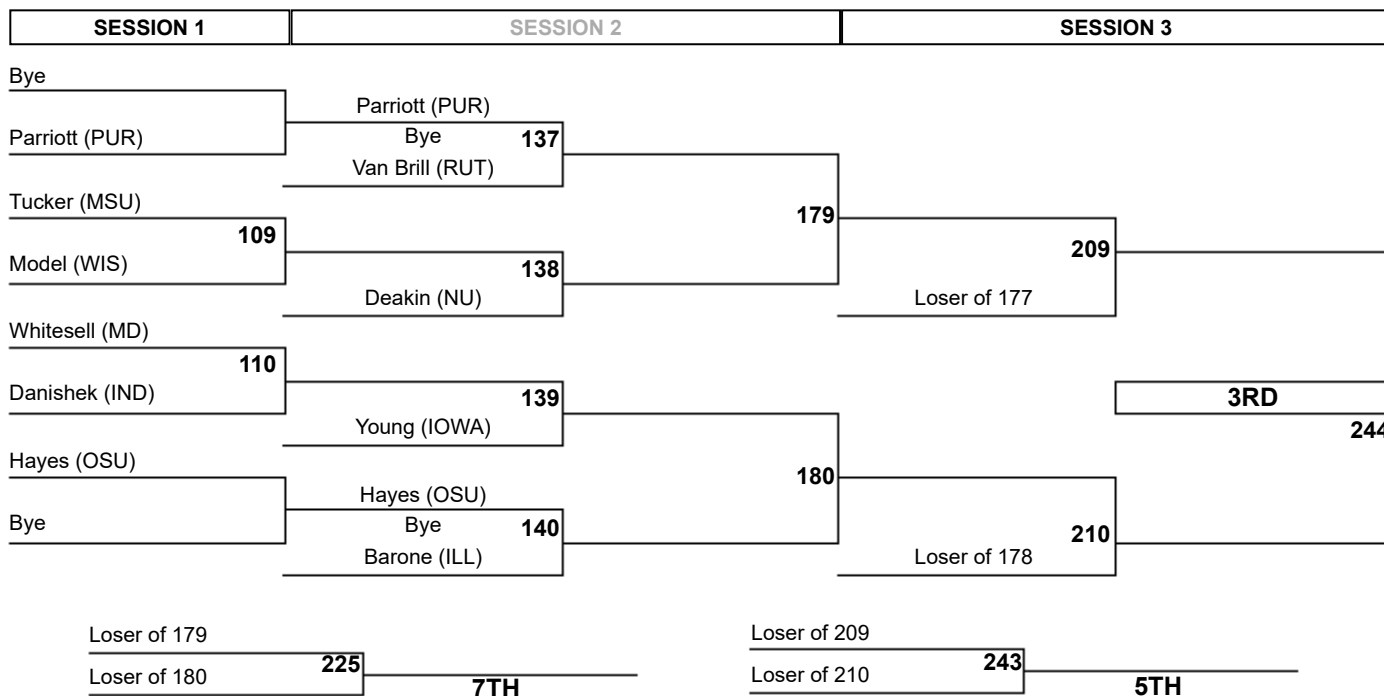 SESSION 1
SESSION 2
SESSION 3
Bye
Parriott (PUR)
Parriott (PUR)
Bye
137
Van Brill (RUT)
Tucker (MSU)
109
Model (WIS)
138
Deakin (NU)
179
209
Loser of 177
Whitesell (MD)
110
Danishek (IND)
139
Young (IOWA)
3RD
244
Hayes (OSU)
Bye
Hayes (OSU)
Bye
140
Barone (ILL)
180
210
Loser of 178
Loser of 179
225
Loser of 180
7TH
Loser of 209
243
Loser of 210
5TH